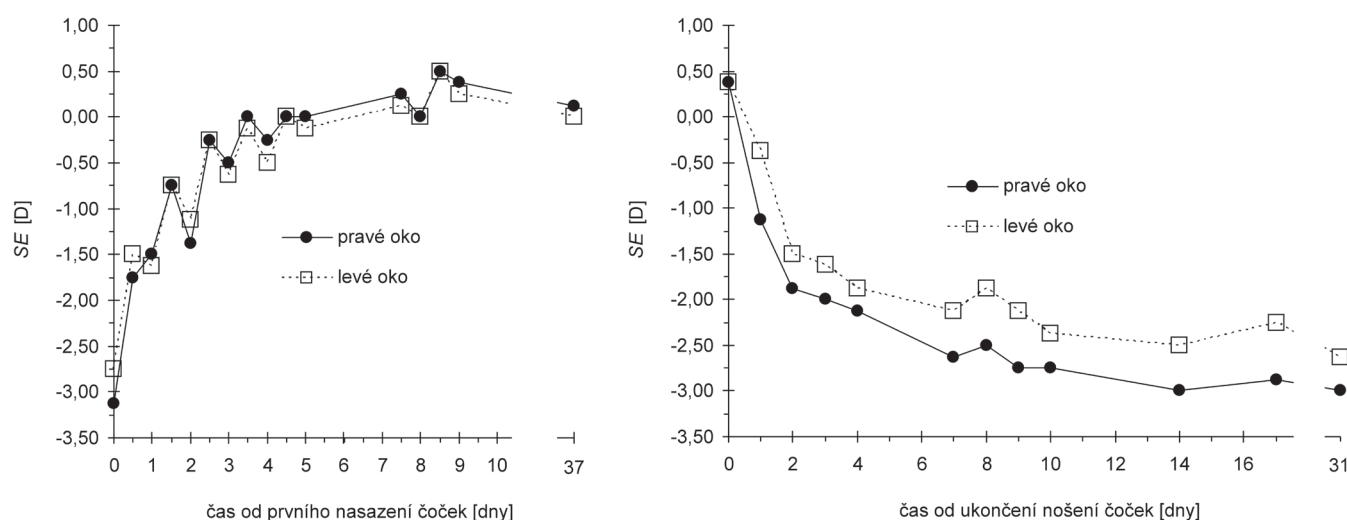 1,00
0,50
0,00
-0,50
-1,00
-1,50
-2,00
-2,50
-3,00
-3,50
SE [D]
pravé oko
levé oko
0 1 2 3 4 5 6 7 8 9 10 37
čas od prvního nasazení čoček [dny]
1,00
0,50
0,00
-0,50
-1,00
-1,50
-2,00
-2,50
-3,00
-3,50
SE [D]
pravé oko
levé oko
0 2 4 6 8 10 12 14 16 31
čas od ukončení nošení čoček [dny]